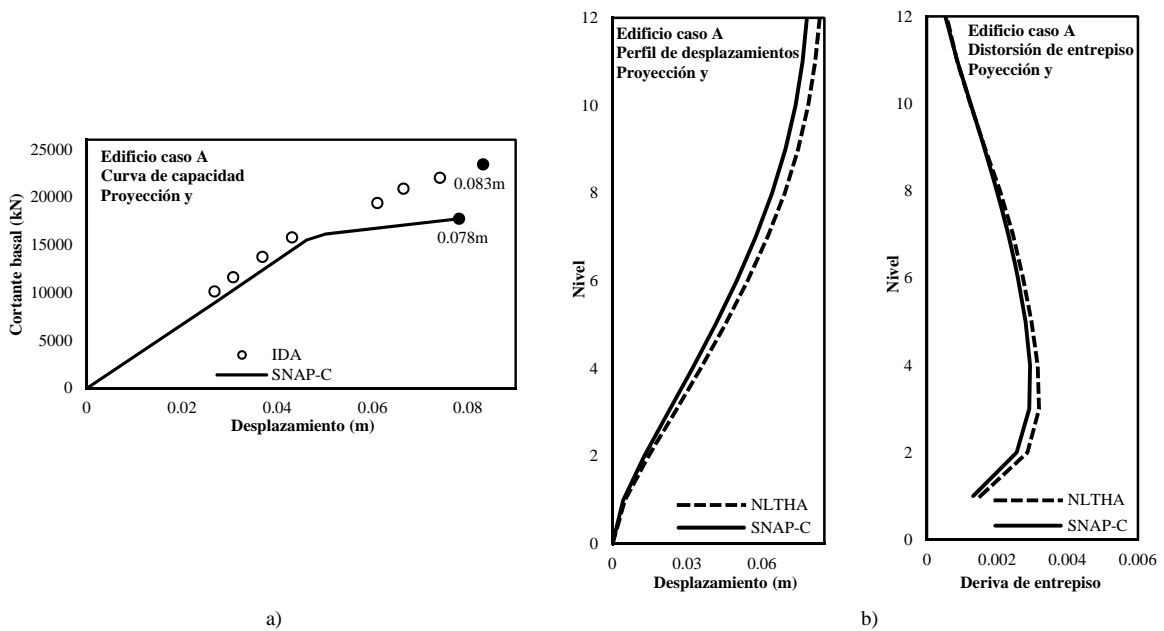 Edificio caso A
Curva de capacidad
Proyección y
25000
20000
15000
10000
5000
0
Cortante basal (kN)
0.083m
0.078m
IDA
SNAP-C
0
0.02
0.04
0.06
0.08
Desplazamiento (m)
a)
Edificio caso A
Perfil de desplazamientos
Proyección y
12
10
8
6
4
2
0
Nivel
NLTHA
SNAP-C
0
0.03
0.06
Desplazamiento (m)
Edificio caso A
Distorsión de entrepiso
Poyección y
12
10
8
6
4
2
0
Nivel
NLTHA
SNAP-C
0
0.002
0.004
0.006
Deriva de entrepiso
b)